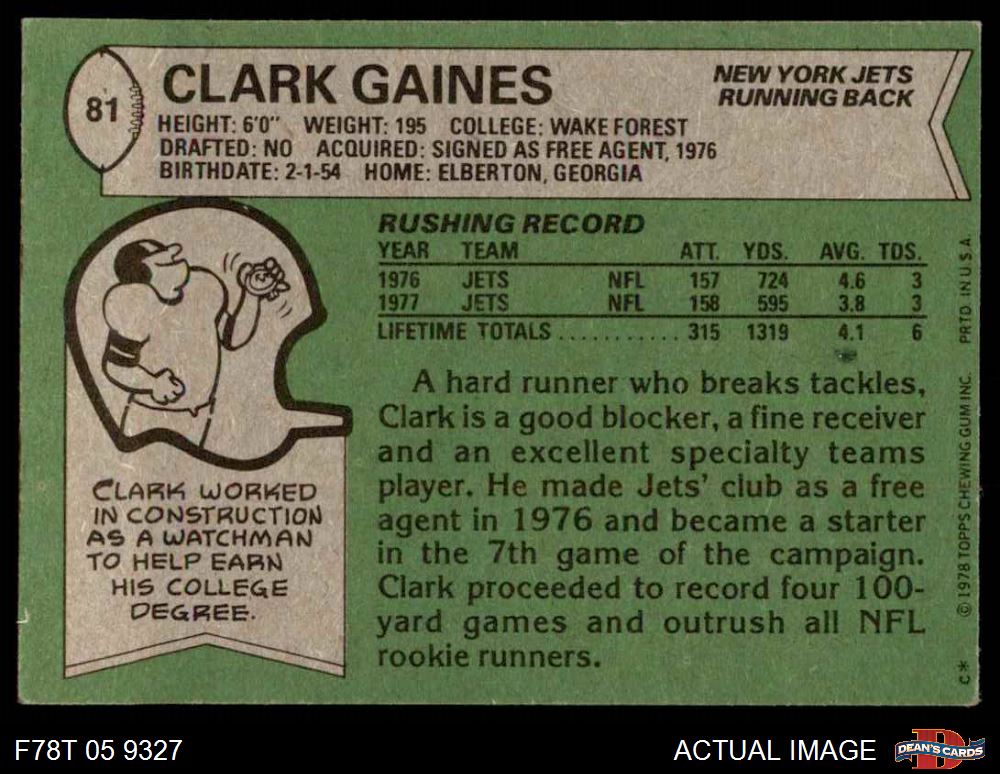 81
CLARK GAINES
NEW YORK JETS
RUNNING BACK
HEIGHT: 6'0" WEIGHT: 195 COLLEGE: WAKE FOREST
DRAFTED: NO ACQUIRED: SIGNED AS FREE AGENT, 1976
BIRTHDATE: 2-1-54 HOME: ELBERTON, GEORGIA
RUSHING RECORD
YEAR TEAM ATT. YDS. AVG. TDS.
1976 JETS NFL 157 724 4.6 3
1977 JETS NFL 158 595 3.8 3
LIFETIME TOTALS ........... 315 1319 4.1 6
A hard runner who breaks tackles,
Clark is a good blocker, a fine receiver
and an excellent specialty teams
player. He made Jets' club as a free
agent in 1976 and became a starter
in the 7th game of the campaign.
Clark proceeded to record four 100-
yard games and outrush all NFL
rookie runners.
CLARK WORKED
IN CONSTRUCTION
AS A WATCHMAN
TO HELP EARN
HIS COLLEGE
DEGREE.
C* © 1978 TOPPS CHEWING GUM INC. PRTD. IN U.S.A.
F78T 05 9327
ACTUAL IMAGE
D
DEAN'S CARDS